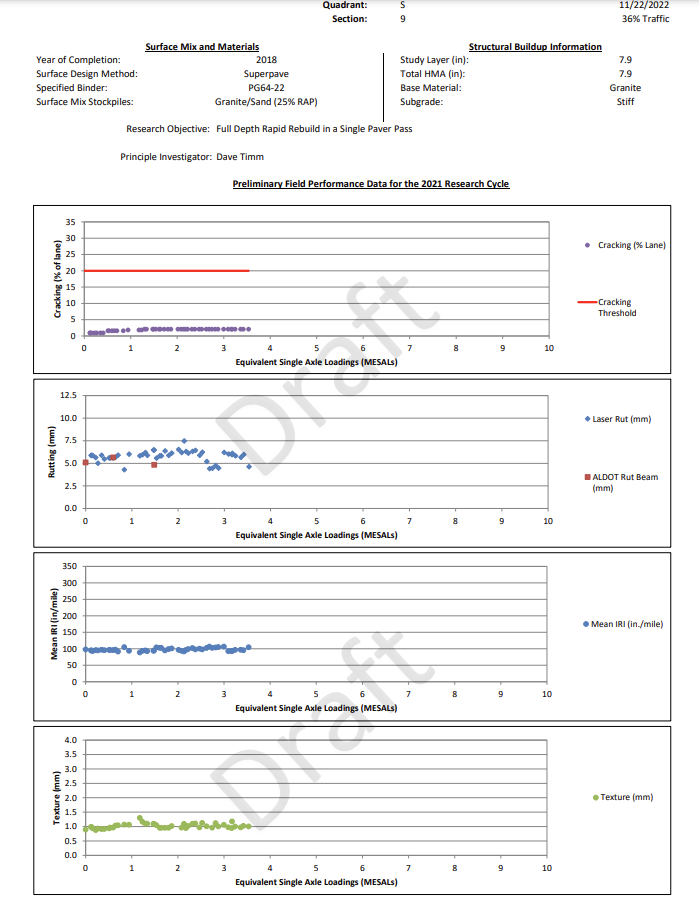 Quadrant: S 11/22/2022
Section: 9 36% Traffic
Surface Mix and Materials Structural Buildup Information
Year of Completion: 2018 Study Layer (in): 7.9
Surface Design Method: Superpave Total HMA (in): 7.9
Specified Binder: PG64-22 Base Material: Granite
Surface Mix Stockpiles: Granite/Sand (25% RAP) Subgrade: Stiff
Research Objective: Full Depth Rapid Rebuild in a Single Paver Pass
Principle Investigator: Dave Timm
Preliminary Field Performance Data for the 2021 Research Cycle
Cracking (% of lane)
35
30
25
20
15
10
5
0
0 1 2 3 4 5 6 7 8 9 10
Equivalent Single Axle Loadings (MESALs)
Cracking (% Lane)
Cracking
Threshold
Draft
Rutting (mm)
12.5
10.0
7.5
5.0
2.5
0.0
0 1 2 3 4 5 6 7 8 9 10
Equivalent Single Axle Loadings (MESALs)
Laser Rut (mm)
ALDOT Rut Beam
(mm)
Mean IRI (in/mile)
350
300
250
200
150
100
50
0
0 1 2 3 4 5 6 7 8 9 10
Equivalent Single Axle Loadings (MESALs)
Mean IRI (in./mile)
Draft
Texture (mm)
4.0
3.5
3.0
2.5
2.0
1.5
1.0
0.5
0.0
0 1 2 3 4 5 6 7 8 9 10
Equivalent Single Axle Loadings (MESALs)
Texture (mm)